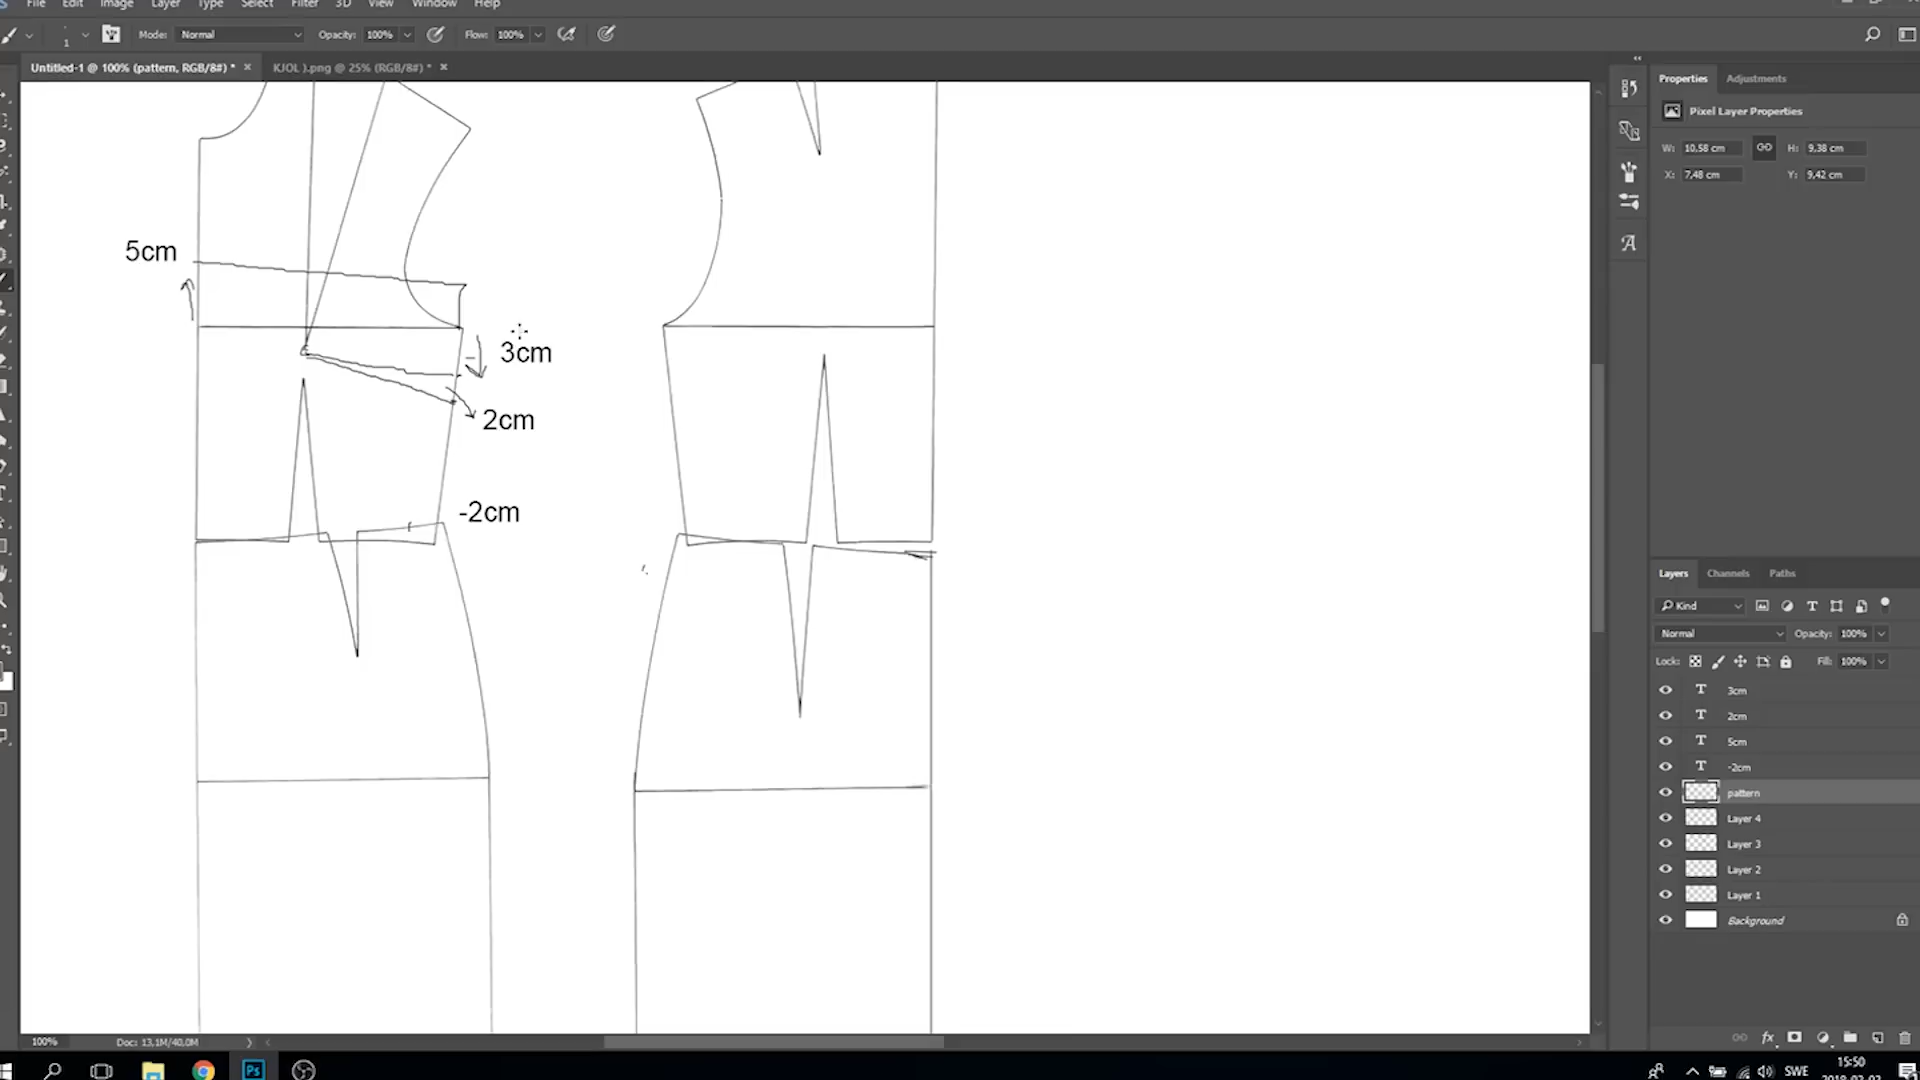 File Edit Image Layer Type Select Filter 3D View Window Help
1 Mode: Normal Opacity: 100% Flow: 100%
Untitled-1 @ 100% (pattern, RGB/8#) * × KJOL ).png @ 25% (RGB/8#) * ×
Properties Adjustments
Pixel Layer Properties
W: 10,58 cm H: 9,38 cm
X: 7,48 cm Y: 9,42 cm
5cm
3cm
2cm
-2cm
Layers Channels Paths
Kind
Normal Opacity: 100%
Lock: Fill: 100%
3cm
2cm
5cm
-2cm
pattern
Layer 4
Layer 3
Layer 2
Layer 1
Background
100% Doc: 13,1M/40,0M
Ps SWE 15:50